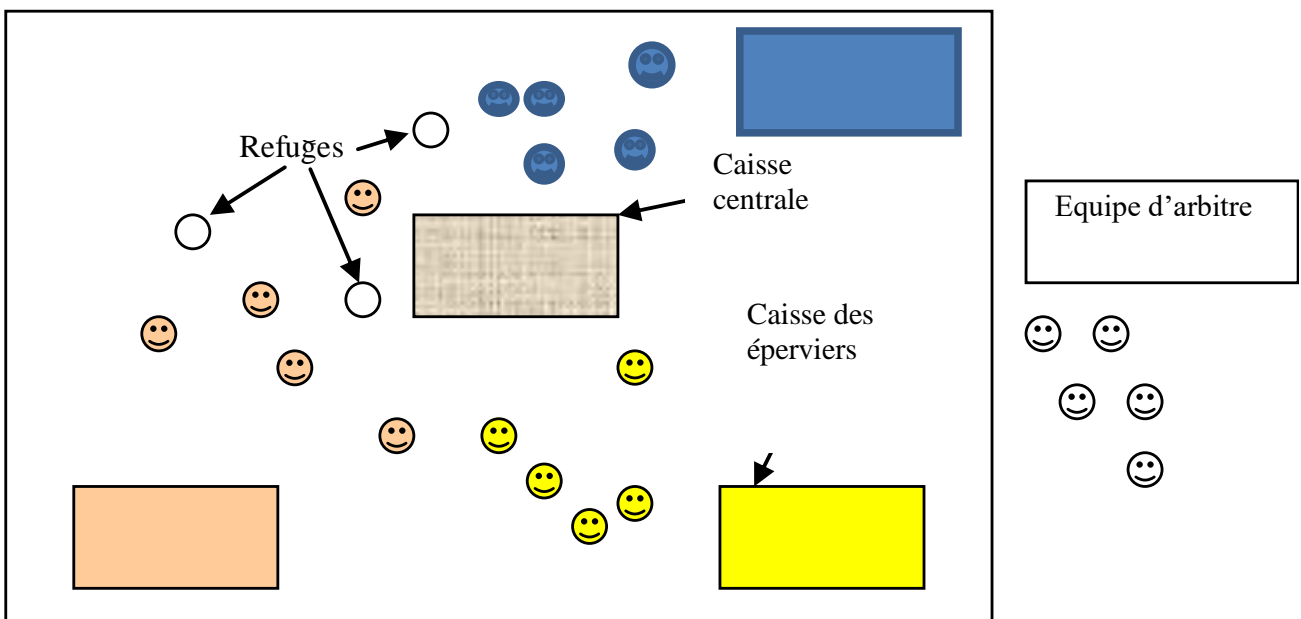 Refuges
Caisse
centrale
Equipe d'arbitre
Caisse des
éperviers